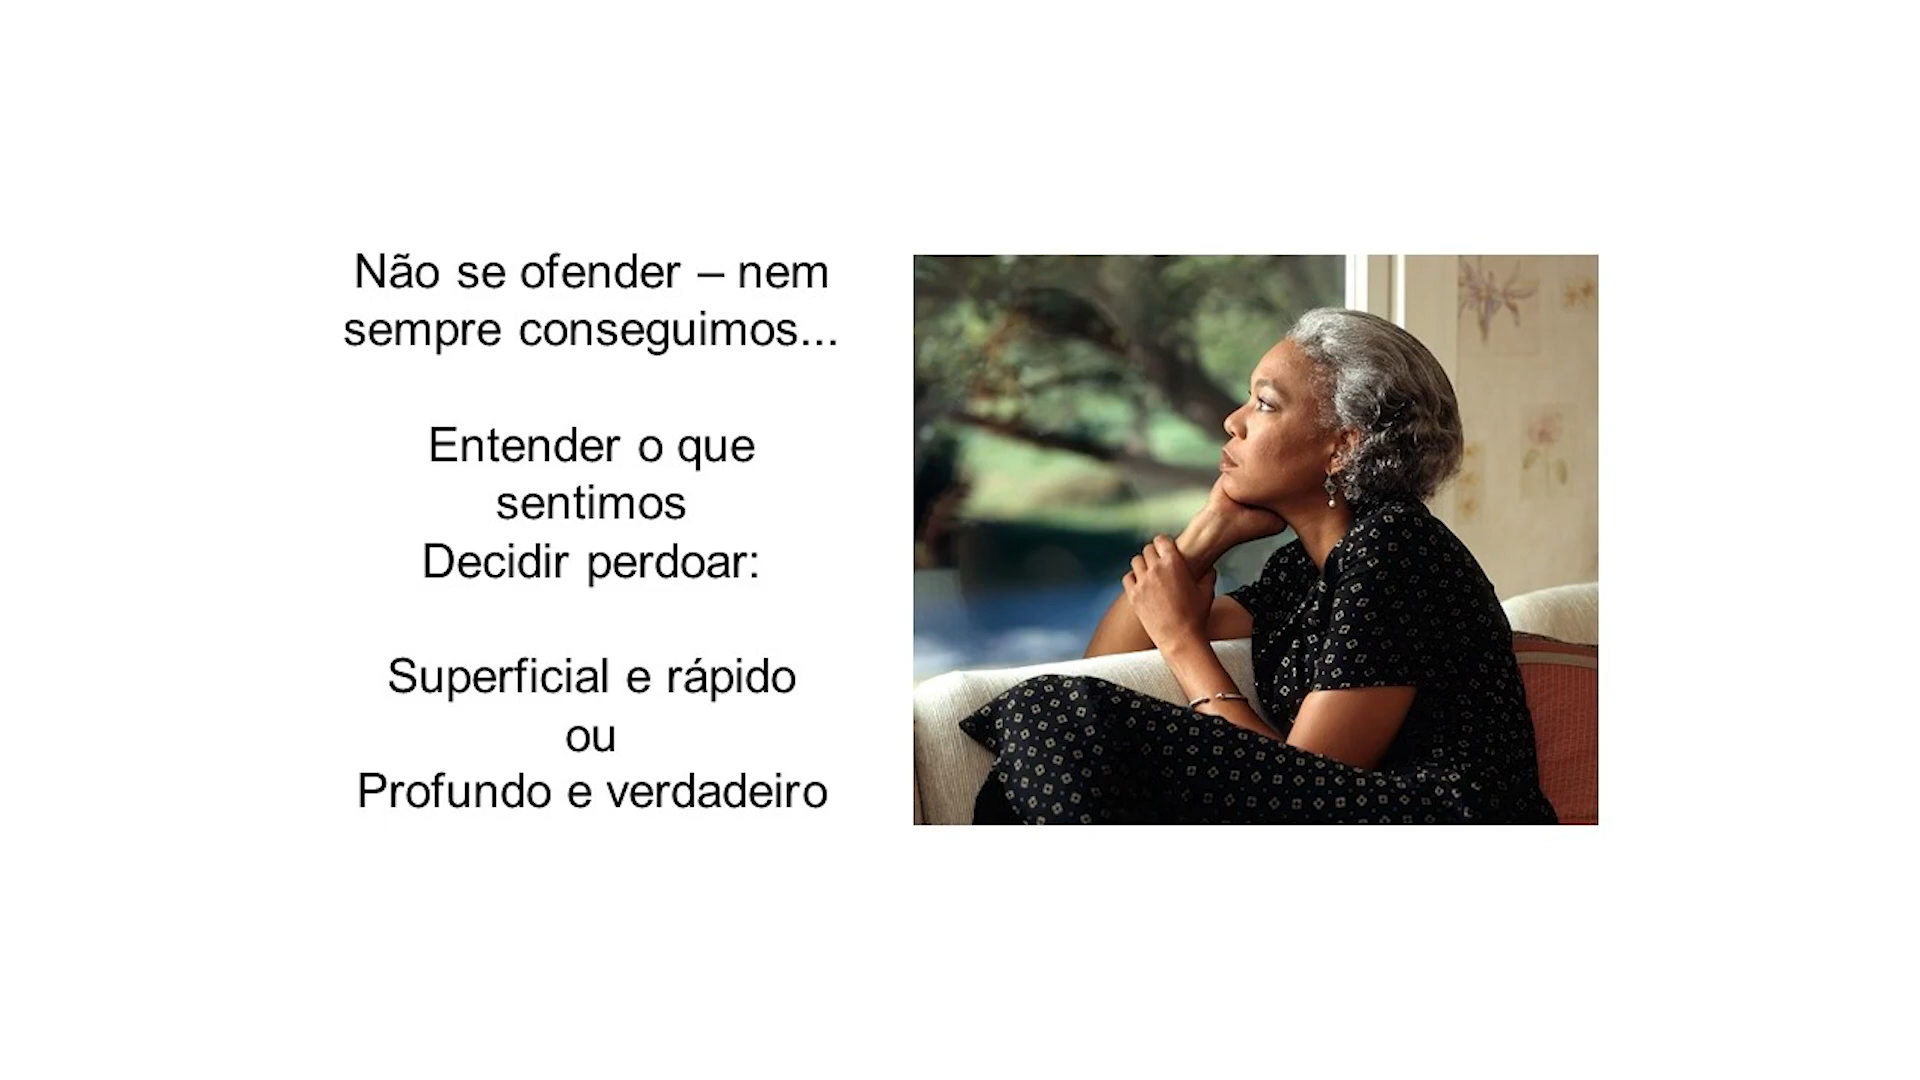 Não se ofender – nem
sempre conseguimos...
Entender o que
sentimos
Decidir perdoar:
Superficial e rápido
ou
Profundo e verdadeiro